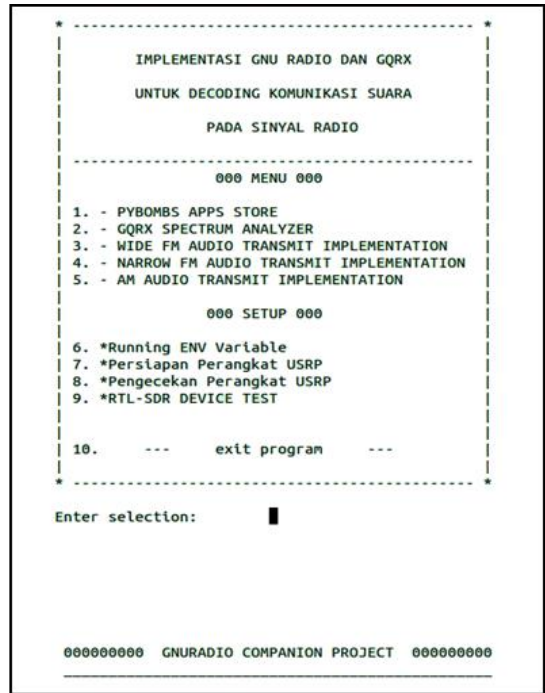 * ---------------------------------------------- *
IMPLEMENTASI GNU RADIO DAN GQRX
UNTUK DECODING KOMUNIKASI SUARA
PADA SINYAL RADIO
----------------------------------------------
000 MENU 000
1. - PYBOMBS APPS STORE
2. - GQRX SPECTRUM ANALYZER
3. - WIDE FM AUDIO TRANSMIT IMPLEMENTATION
4. - NARROW FM AUDIO TRANSMIT IMPLEMENTATION
5. - AM AUDIO TRANSMIT IMPLEMENTATION
000 SETUP 000
6. *Running ENV Variable
7. *Persiapan Perangkat USRP
8. *Pengecekan Perangkat USRP
9. *RTL-SDR DEVICE TEST
10. --- exit program ---
* ---------------------------------------------- *
Enter selection:
000000000 GNURADIO COMPANION PROJECT 000000000